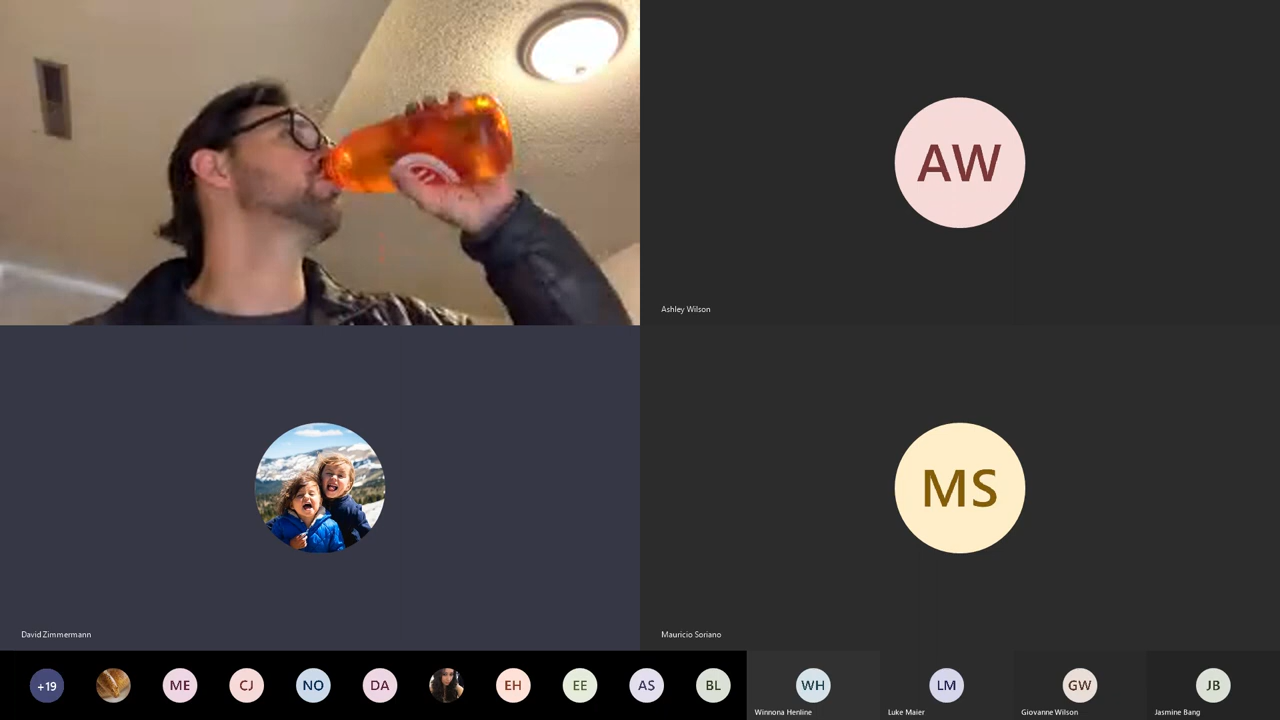 AW
Ashley Wilson
MS
David Zimmermann
Mauricio Soriano
+19
ME
CJ
NO
DA
EH
EE
AS
BL
WH
LM
GW
JB
Winnona Henline
Luke Maier
Giovanne Wilson
Jasmine Bang